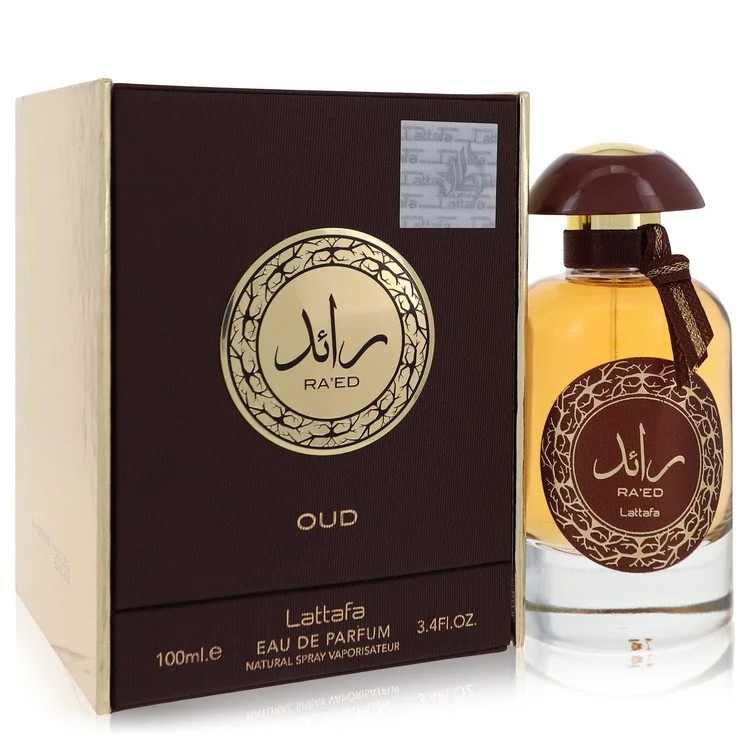 Lattafa
رائد
RA'ED
OUD
Lattafa
100ml.e
EAU DE PARFUM
3.4Fl.OZ.
NATURAL SPRAY VAPORISATEUR
رائد
RA'ED
Lattafa